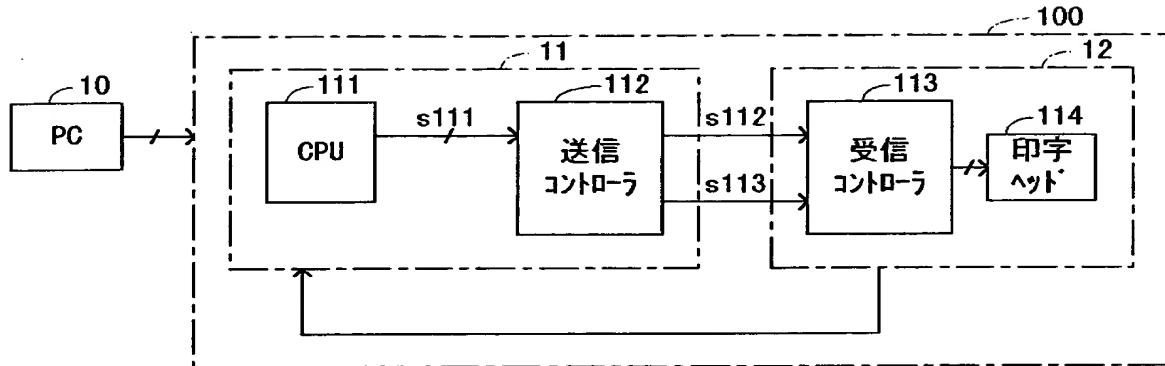 100
11
12
10
111
112
113
114
PC
CPU
s111
送信
コントローラ
s112
s113
受信
コントローラ
印字
ヘッド